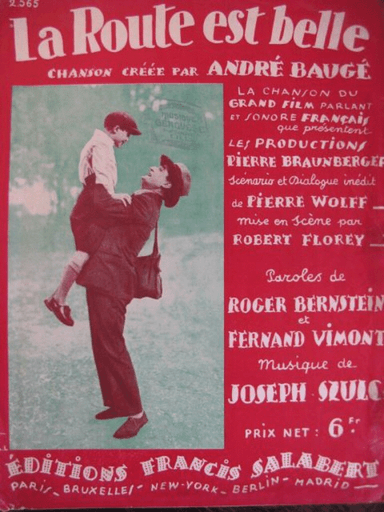 2.565
La Route est belle
CHANSON CRÉÉE PAR ANDRÉ BAUGÉ
LA CHANSON DU
GRAND FILM PARLANT
ET SONORE FRANÇAIS
que présentent
LES PRODUCTIONS
PIERRE BRAUNBERGER
Scénario et Dialogue inédit
de PIERRE WOLFF
mise en scène par
ROBERT FLOREY
Paroles de
ROGER BERNSTEIN
et
FERNAND VIMONT
Musique de
JOSEPH SZULC
PRIX NET : 6 Fr.
ÉDITIONS FRANCIS SALABERT
PARIS - BRUXELLES - NEW-YORK - BERLIN - MADRID